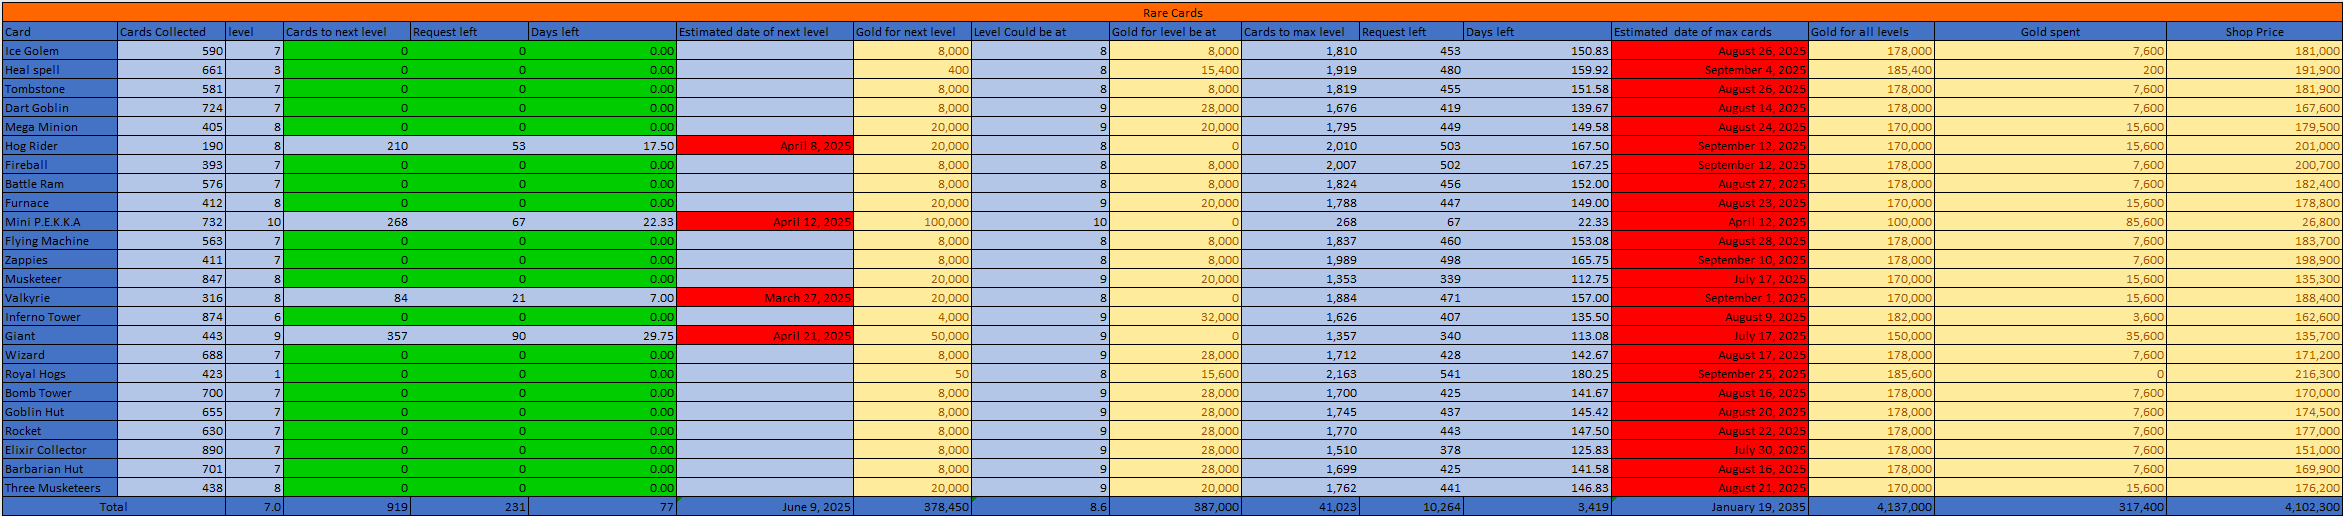 Rare Cards
Card Cards Collected level Cards to next level Request left Days left Estimated date of next level Gold for next level Level Could be at Gold for level be at Cards to max level Request left Days left Estimated date of max cards Gold for all levels Gold spent Shop Price
Ice Golem 590 7 0 0 0.00 8,000 8 8,000 1,810 453 150.83 August 26, 2025 178,000 7,600 181,000
Heal spell 661 3 0 0 0.00 400 8 15,400 1,919 480 159.92 September 4, 2025 185,400 200 191,900
Tombstone 581 7 0 0 0.00 8,000 8 8,000 1,819 455 151.58 August 26, 2025 178,000 7,600 181,900
Dart Goblin 724 7 0 0 0.00 8,000 9 28,000 1,676 419 139.67 August 14, 2025 178,000 7,600 167,600
Mega Minion 405 8 0 0 0.00 20,000 9 20,000 1,795 449 149.58 August 24, 2025 170,000 15,600 179,500
Hog Rider 190 8 210 53 17.50 April 8, 2025 20,000 8 0 2,010 503 167.50 September 12, 2025 170,000 15,600 201,000
Fireball 393 7 0 0 0.00 8,000 8 8,000 2,007 502 167.25 September 12, 2025 178,000 7,600 200,700
Battle Ram 576 7 0 0 0.00 8,000 8 8,000 1,824 456 152.00 August 27, 2025 178,000 7,600 182,400
Furnace 412 8 0 0 0.00 20,000 9 20,000 1,788 447 149.00 August 23, 2025 170,000 15,600 178,800
Mini P.E.K.K.A 732 10 268 67 22.33 April 12, 2025 100,000 10 0 268 67 22.33 April 12, 2025 100,000 85,600 26,800
Flying Machine 563 7 0 0 0.00 8,000 8 8,000 1,837 460 153.08 August 28, 2025 178,000 7,600 183,700
Zappies 411 7 0 0 0.00 8,000 8 8,000 1,989 498 165.75 September 10, 2025 178,000 7,600 198,900
Musketeer 847 8 0 0 0.00 20,000 9 20,000 1,353 339 112.75 July 17, 2025 170,000 15,600 135,300
Valkyrie 316 8 84 21 7.00 March 27, 2025 20,000 8 0 1,884 471 157.00 September 1, 2025 170,000 15,600 188,400
Inferno Tower 874 6 0 0 0.00 4,000 9 32,000 1,626 407 135.50 August 9, 2025 182,000 3,600 162,600
Giant 443 9 357 90 29.75 April 21, 2025 50,000 9 0 1,357 340 113.08 July 17, 2025 150,000 35,600 135,700
Wizard 688 7 0 0 0.00 8,000 9 28,000 1,712 428 142.67 August 17, 2025 178,000 7,600 171,200
Royal Hogs 423 1 0 0 0.00 50 8 15,600 2,163 541 180.25 September 25, 2025 185,600 0 216,300
Bomb Tower 700 7 0 0 0.00 8,000 9 28,000 1,700 425 141.67 August 16, 2025 178,000 7,600 170,000
Goblin Hut 655 7 0 0 0.00 8,000 9 28,000 1,745 437 145.42 August 20, 2025 178,000 7,600 174,500
Rocket 630 7 0 0 0.00 8,000 9 28,000 1,770 443 147.50 August 22, 2025 178,000 7,600 177,000
Elixir Collector 890 7 0 0 0.00 8,000 9 28,000 1,510 378 125.83 July 30, 2025 178,000 7,600 151,000
Barbarian Hut 701 7 0 0 0.00 8,000 9 28,000 1,699 425 141.58 August 16, 2025 178,000 7,600 169,900
Three Musketeers 438 8 0 0 0.00 20,000 9 20,000 1,762 441 146.83 August 21, 2025 170,000 15,600 176,200
Total 7.0 919 231 77 June 9, 2025 378,450 8.6 387,000 41,023 10,264 3,419 January 19, 2035 4,137,000 317,400 4,102,300